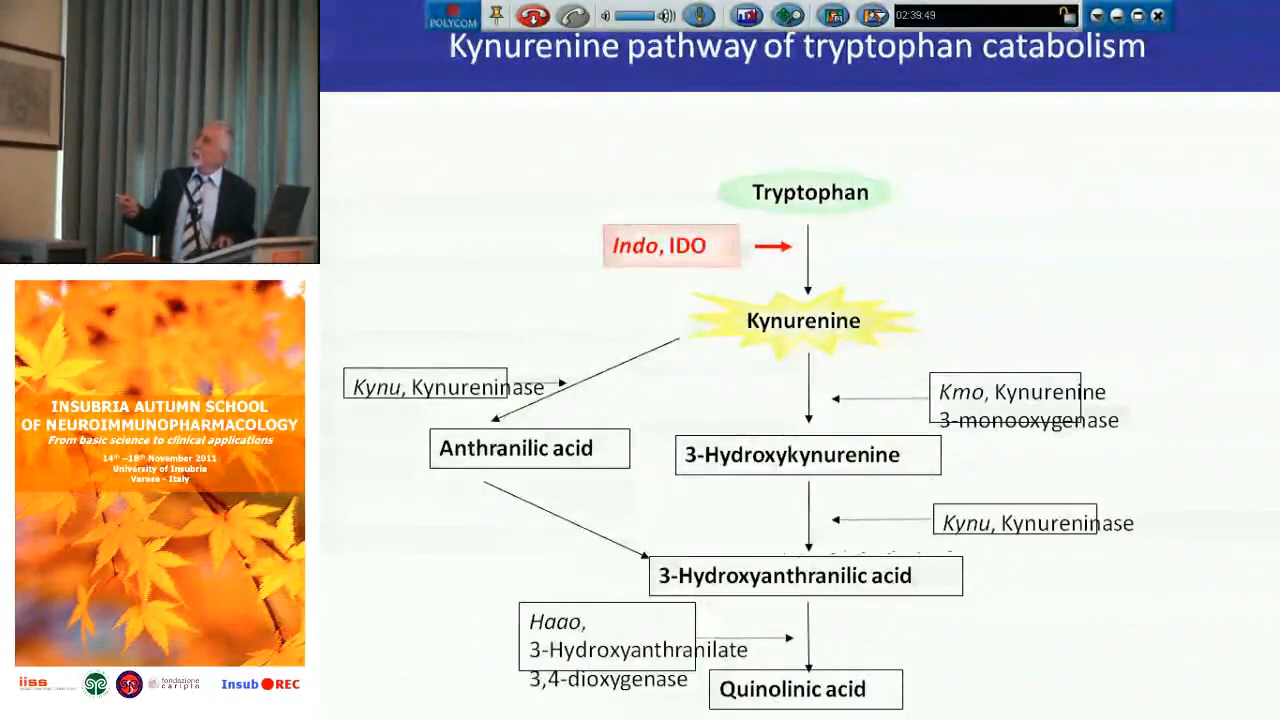 POLYCOM
02:39:49
Kynurenine pathway of tryptophan catabolism
Tryptophan
Indo, IDO
Kynurenine
Kynu, Kynureninase
Kmo, Kynurenine
3-monooxygenase
Anthranilic acid
3-Hydroxykynurenine
Kynu, Kynureninase
3-Hydroxyanthranilic acid
Haao,
3-Hydroxyanthranilate
3,4-dioxygenase
Quinolinic acid
INSUBRIA AUTUMN SCHOOL
OF NEUROIMMUNOPHARMACOLOGY
From basic science to clinical applications
14th –18th November 2011
University of Insubria
Varese - Italy
iiss
fondazione
cariplo
Insub REC